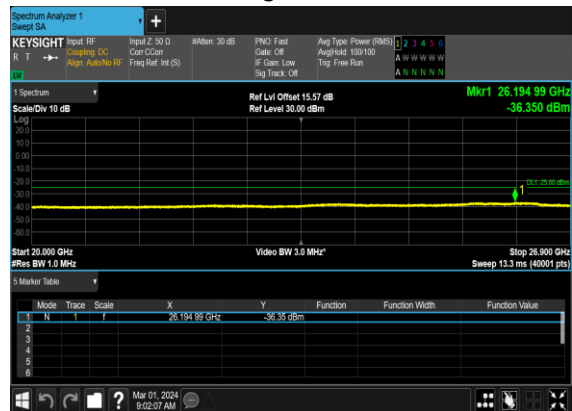 Spectrum Analyzer 1
Swept SA
+
KEYSIGHT Input: RF Input Z: 50 Ω #Atten: 30 dB PNO: Fast Avg Type: Power (RMS) 1 2 3 4 5 6
R T Coupling: DC Corr CCorr Gate: Off Avg|Hold: 100/100 A W W W W W
Align: Auto/No RF Freq Ref: Int (S) IF Gain: Low Trig: Free Run
Sig Track: Off A N N N N N
1 Spectrum Ref Lvl Offset 15.57 dB Mkr1 26.194 99 GHz
Scale/Div 10 dB Ref Level 30.00 dBm -36.350 dBm
Log
20.0
10.0
0.00
-10.0
-20.0
DL1 -25.00 dBm
1
-30.0
-40.0
-50.0
-60.0
Start 20.000 GHz Video BW 3.0 MHz* Stop 26.900 GHz
#Res BW 1.0 MHz Sweep 13.3 ms (40001 pts)
5 Marker Table
Mode Trace Scale X Y Function Function Width Function Value
1 N 1 f 26.194 99 GHz -36.35 dBm
2
3
4
5
6
? Mar 01, 2024
9:02:07 AM